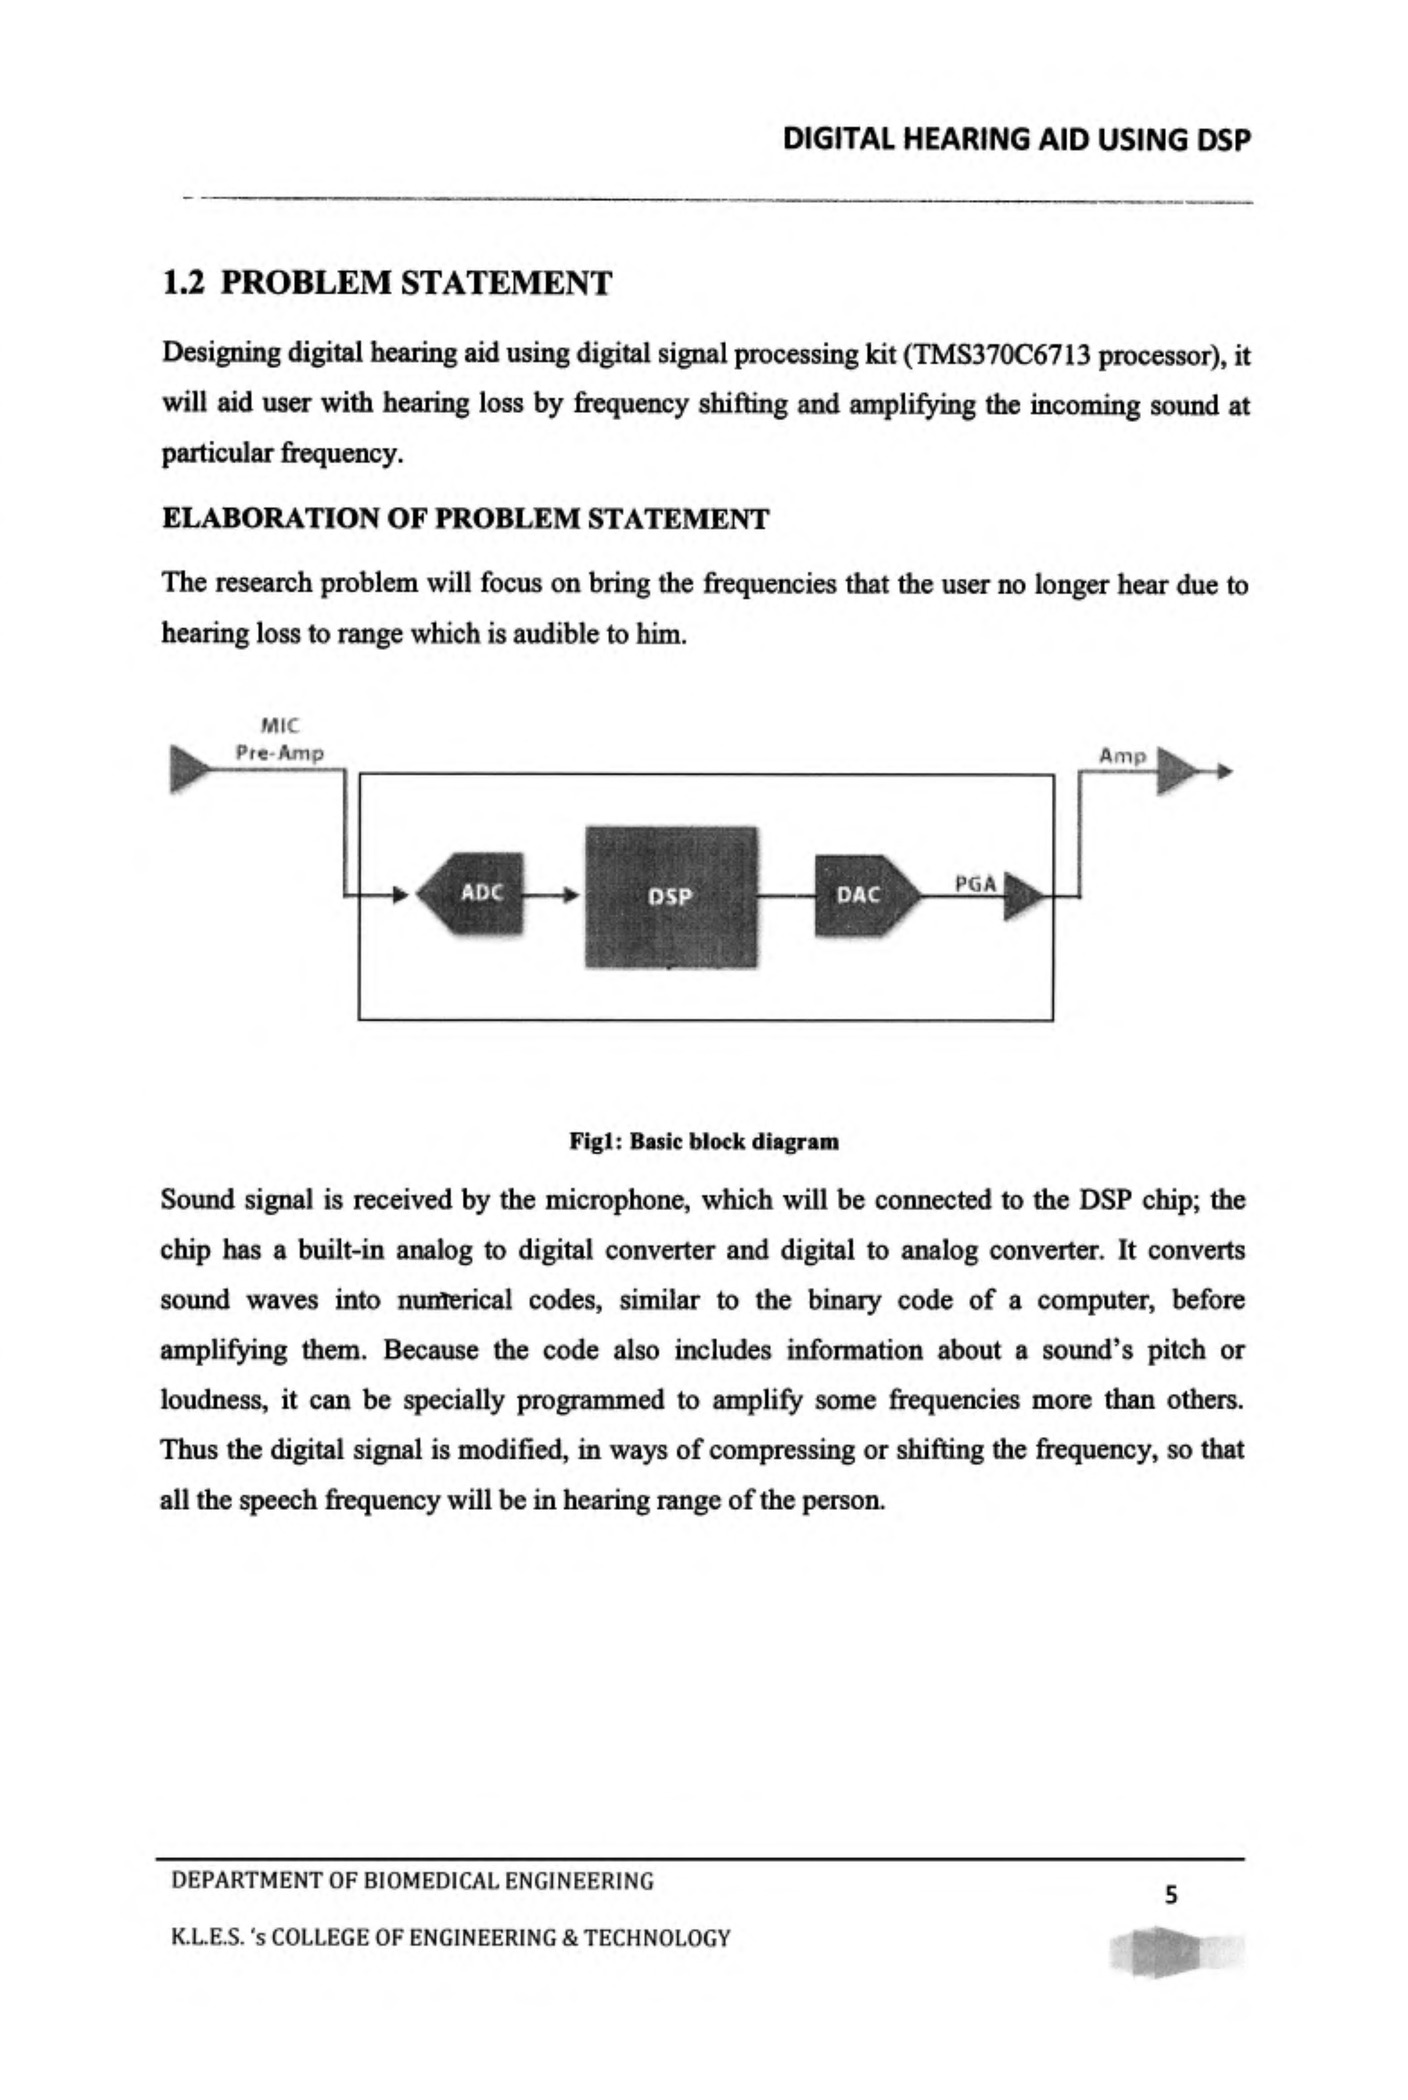 DIGITAL HEARING AID USING DSP
1.2 PROBLEM STATEMENT
Designing digital hearing aid using digital signal processing kit (TMS370C6713 processor), it
will aid user with hearing loss by frequency shifting and amplifying the incoming sound at
particular frequency.
ELABORATION OF PROBLEM STATEMENT
The research problem will focus on bring the frequencies that the user no longer hear due to
hearing loss to range which is audible to him.
MIC
Pre-Amp
Amp
ADC
DSP
DAC
PGA
Fig1: Basic block diagram
Sound signal is received by the microphone, which will be connected to the DSP chip; the
chip has a built-in analog to digital converter and digital to analog converter. It converts
sound waves into numerical codes, similar to the binary code of a computer, before
amplifying them. Because the code also includes information about a sound's pitch or
loudness, it can be specially programmed to amplify some frequencies more than others.
Thus the digital signal is modified, in ways of compressing or shifting the frequency, so that
all the speech frequency will be in hearing range of the person.
DEPARTMENT OF BIOMEDICAL ENGINEERING
5
K.L.E.S. 's COLLEGE OF ENGINEERING & TECHNOLOGY